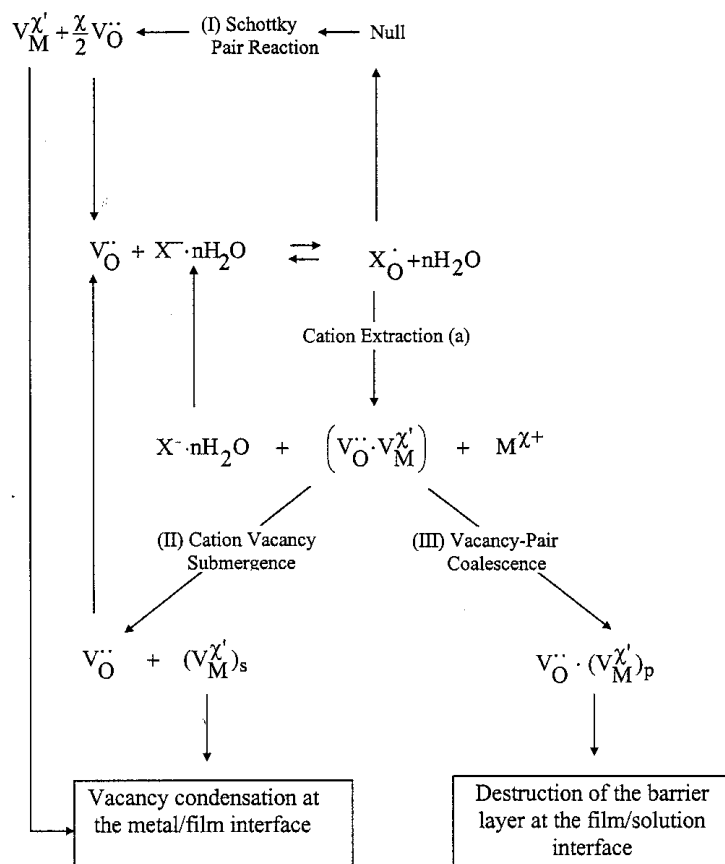 V_M^χ' + χ/2 V_O^•• (I) Schottky Null
Pair Reaction
V_O^•• + X^-·nH_2O ⇌ X_O^• + nH_2O
Cation Extraction (a)
X^-·nH_2O + (V_O^••·V_M^χ') + M^χ+
(II) Cation Vacancy
Submergence
(III) Vacancy-Pair
Coalescence
V_O^•• + (V_M^χ')_s
V_O^•• · (V_M^χ')_p
Vacancy condensation at
the metal/film interface
Destruction of the barrier
layer at the film/solution
interface